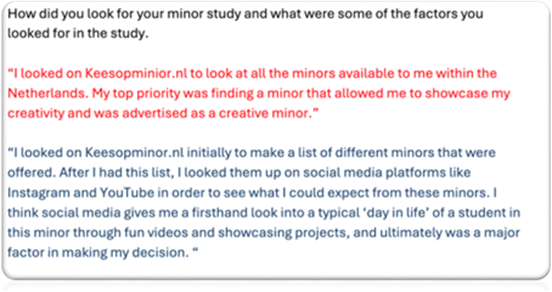 How did you look for your minor study and what were some of the factors you
looked for in the study.
“I looked on Keesopminior.nl to look at all the minors available to me within the
Netherlands. My top priority was finding a minor that allowed me to showcase my
creativity and was advertised as a creative minor.”
“I looked on Keesopminor.nl initially to make a list of different minors that were
offered. After I had this list, I looked them up on social media platforms like
Instagram and YouTube in order to see what I could expect from these minors. I
think social media gives me a firsthand look into a typical ‘day in life’ of a student in
this minor through fun videos and showcasing projects, and ultimately was a major
factor in making my decision. “